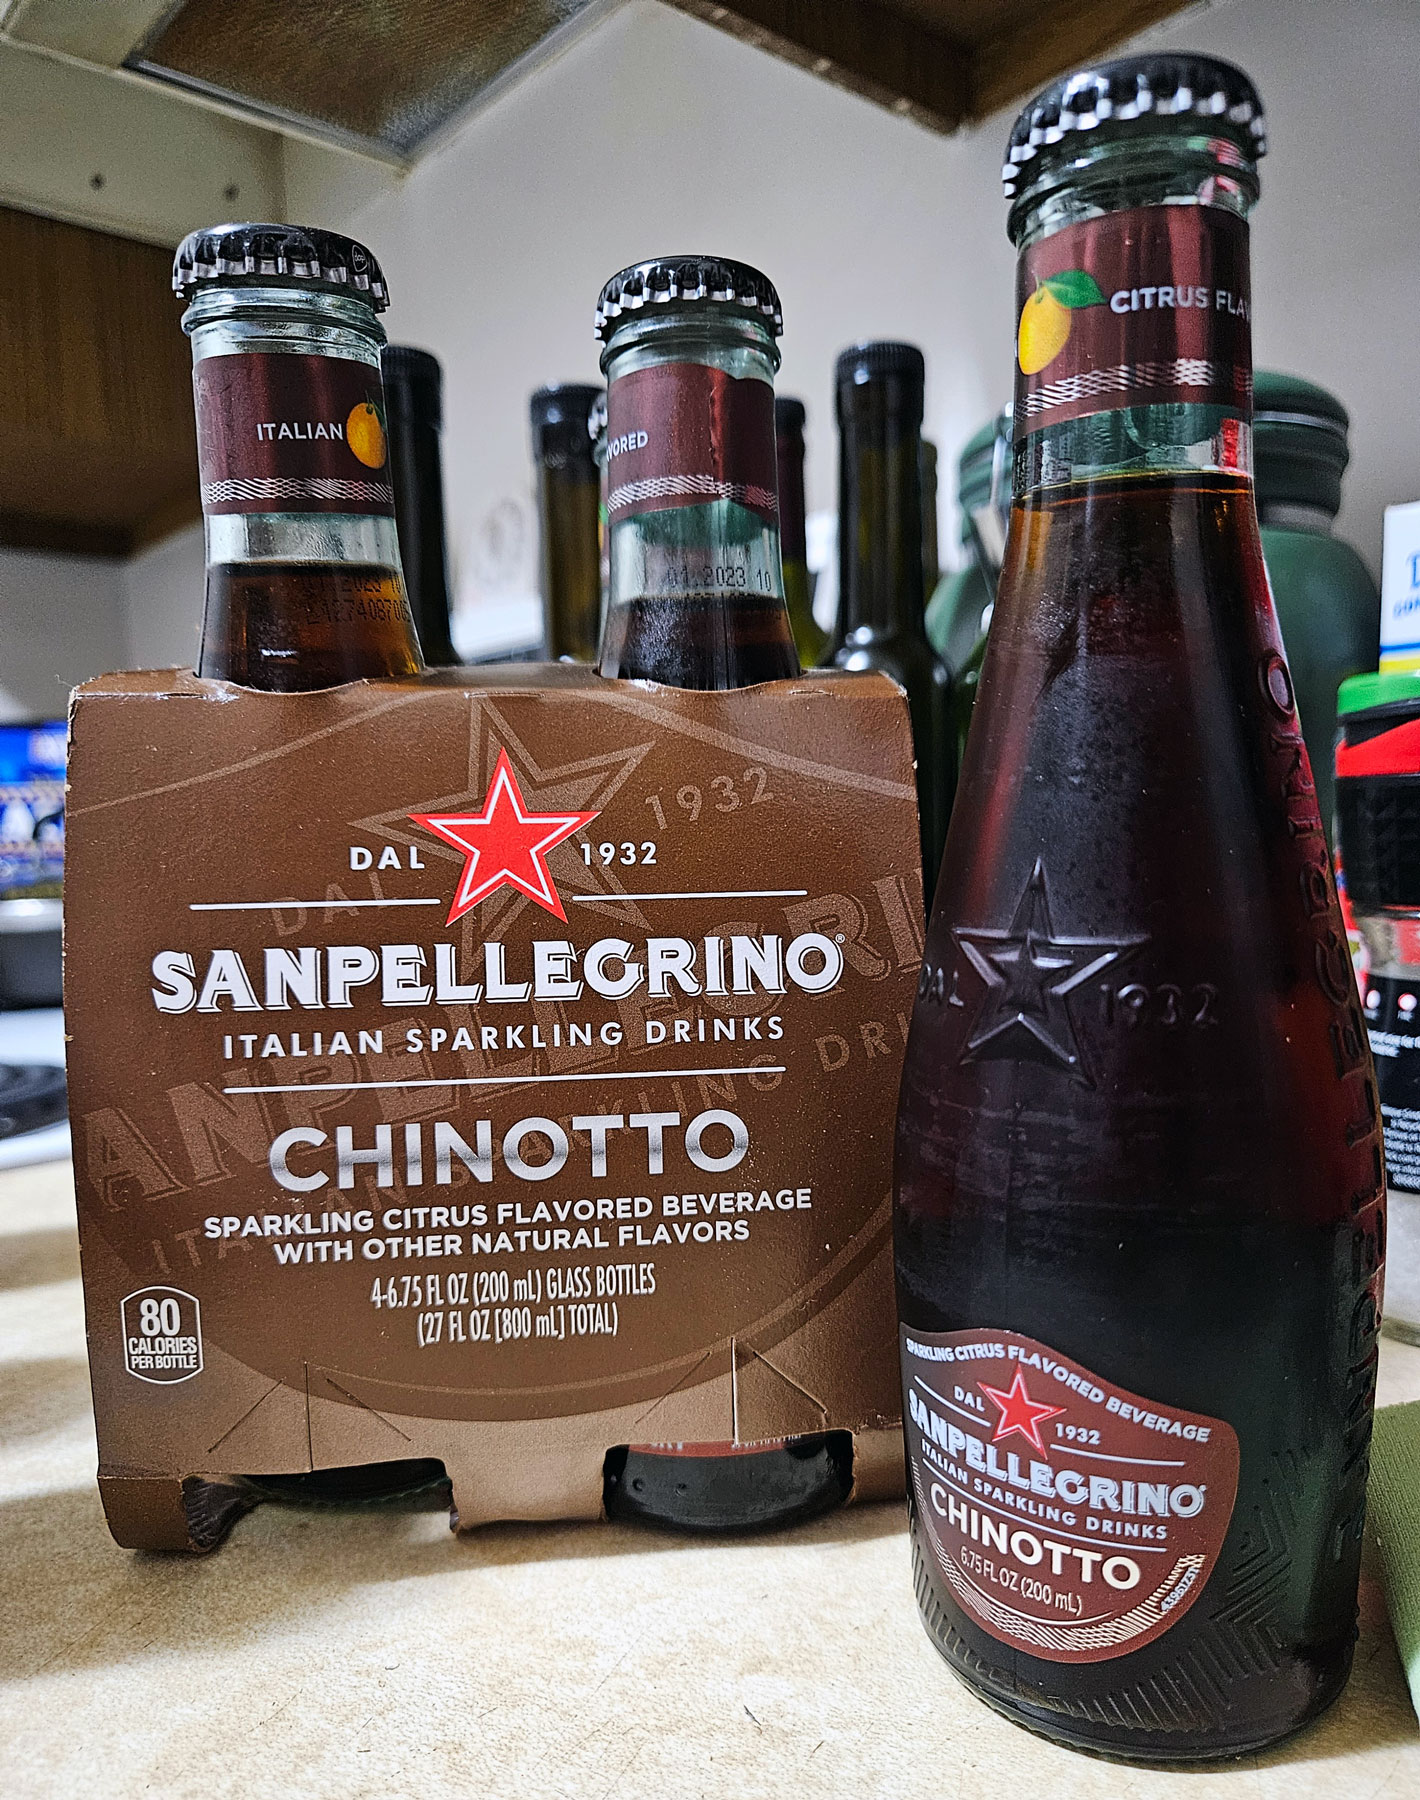 CITRUS
ITALIAN
01.2023 10
DAL 1932
SANPELLEGRINO®
ITALIAN SPARKLING DRINKS
CHINOTTO
SPARKLING CITRUS FLAVORED BEVERAGE
WITH OTHER NATURAL FLAVORS
4-6.75 FL OZ (200 mL) GLASS BOTTLES
(27 FL OZ [800 mL] TOTAL)
80
CALORIES
PER BOTTLE
DAL 1932
SANPELLEGRINO
SPARKLING CITRUS FLAVORED BEVERAGE
DAL 1932
SANPELLEGRINO
ITALIAN SPARKLING DRINKS
CHINOTTO
6.75 FL OZ (200 mL)